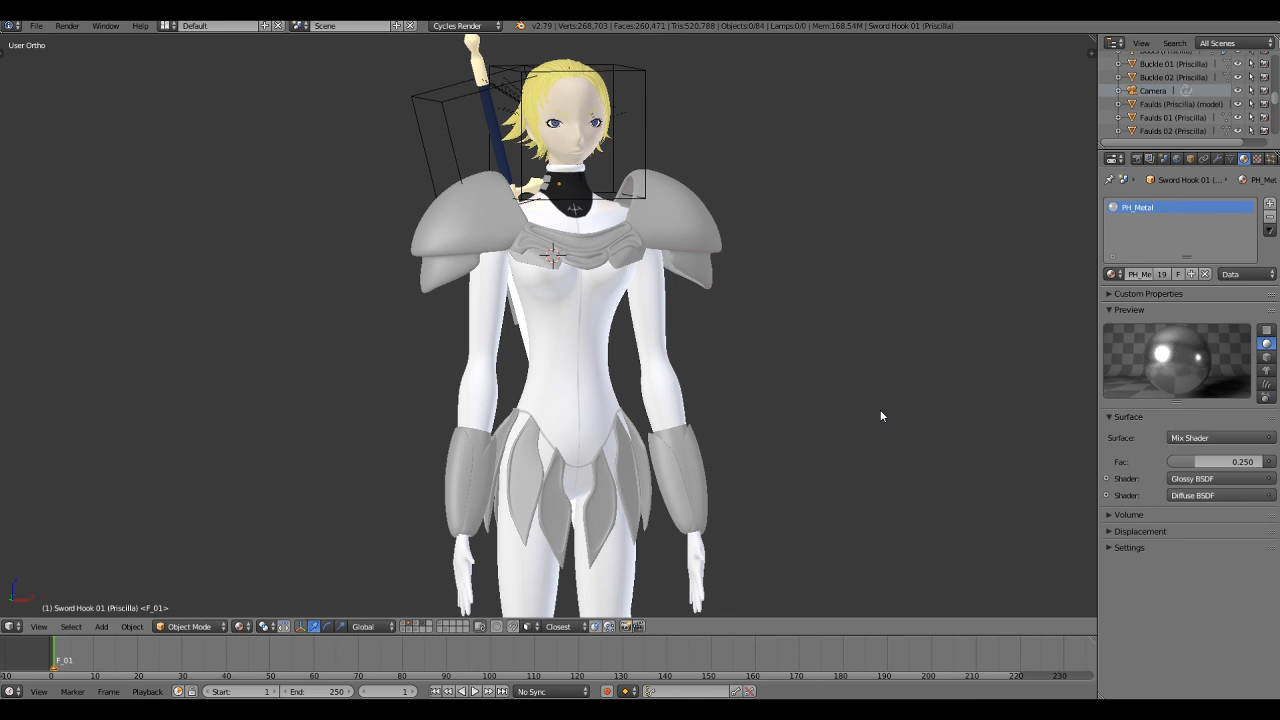 File Render Window Help Default Scene Cycles Render v2.79 | Verts:268,703 | Faces:260,471 | Tris:520,788 | Objects:0/84 | Lamps:0/0 | Mem:168.54M | Sword Hook 01 (Priscilla)
User Ortho
View Search All Scenes
Buckle 01 (Priscilla)
Buckle 02 (Priscilla)
Camera
Faulds (Priscilla) (model)
Faulds 01 (Priscilla)
Faulds 02 (Priscilla)
Sword Hook 01 (... PH_Met
PH_Metal
PH_Me 19 F Data
Custom Properties
Preview
Surface
Surface: Mix Shader
Fac: 0.250
Shader: Glossy BSDF
Shader: Diffuse BSDF
Volume
Displacement
Settings
(1) Sword Hook 01 (Priscilla) <F_01>
View Select Add Object Object Mode Global Closest
F_01
-10 0 10 20 30 40 50 60 70 80 90 100 110 120 130 140 150 160 170 180 190 200 210 220 230
View Marker Frame Playback Start: 1 End: 250 1 No Sync